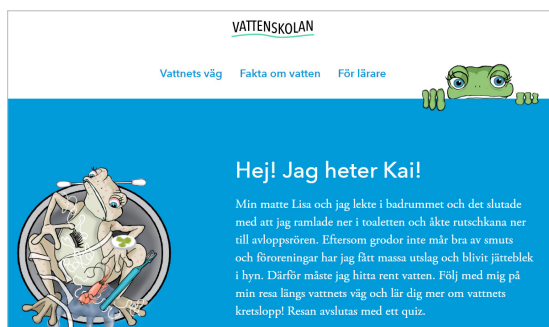 VATTENSKOLAN
Vattnets väg Fakta om vatten För lärare
Hej! Jag heter Kai!
Min matte Lisa och jag lekte i badrummet och det slutade
med att jag ramlade ner i toaletten och åkte rutschkana ner
till avloppsrören. Eftersom grodor inte mår bra av smuts
och föroreningar har jag fått massa utslag och blivit jätteblek
i hyn. Därför måste jag hitta rent vatten. Följ med mig på
min resa längs vattnets väg och lär dig mer om vattnets
kretslopp! Resan avslutas med ett quiz.